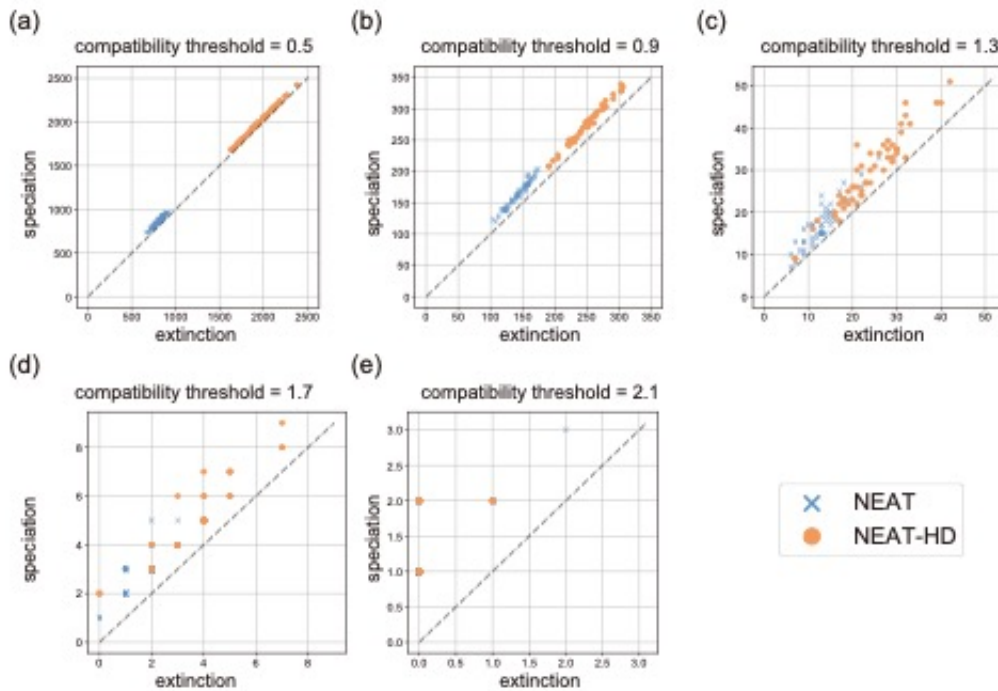 (a)
compatibility threshold = 0.5
2500
2000
1500
1000
500
0
speciation
0 500 1000 1500 2000 2500
extinction
(b)
compatibility threshold = 0.9
350
300
250
200
150
100
50
0
speciation
0 50 100 150 200 250 300 350
extinction
(c)
compatibility threshold = 1.3
50
40
30
20
10
0
speciation
0 10 20 30 40 50
extinction
(d)
compatibility threshold = 1.7
8
6
4
2
0
speciation
0 2 4 6 8
extinction
(e)
compatibility threshold = 2.1
3.0
2.5
2.0
1.5
1.0
0.5
0.0
speciation
0.0 0.5 1.0 1.5 2.0 2.5 3.0
extinction
NEAT
NEAT-HD